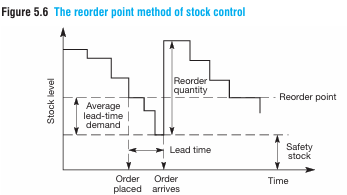 Figure 5.6 The reorder point method of stock control
Stock level
Reorder
quantity
Reorder point
Average
lead-time
demand
Lead time
Safety
stock
Order
placed
Order
arrives
Time